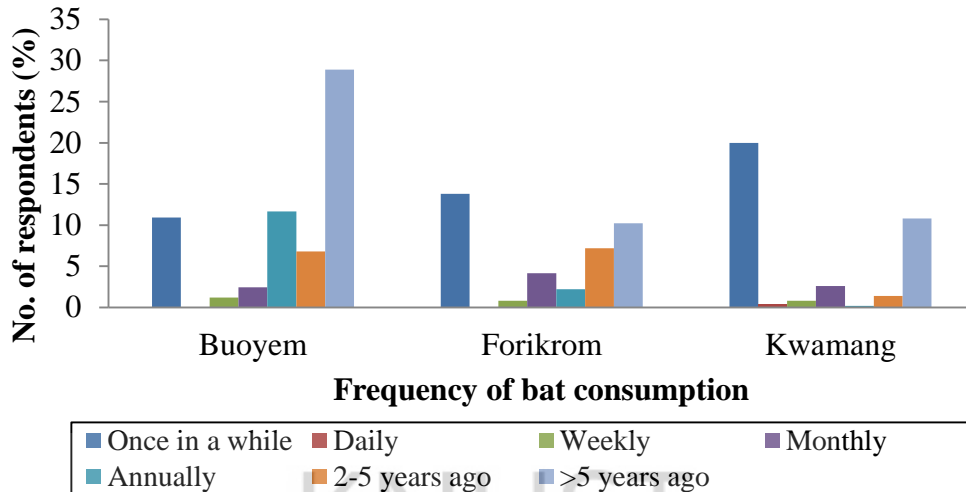 35
30
25
20
15
10
5
0
No. of respondents (%)
Buoyem Forikrom Kwamang
Frequency of bat consumption
Once in a while Daily Weekly Monthly
Annually 2-5 years ago >5 years ago